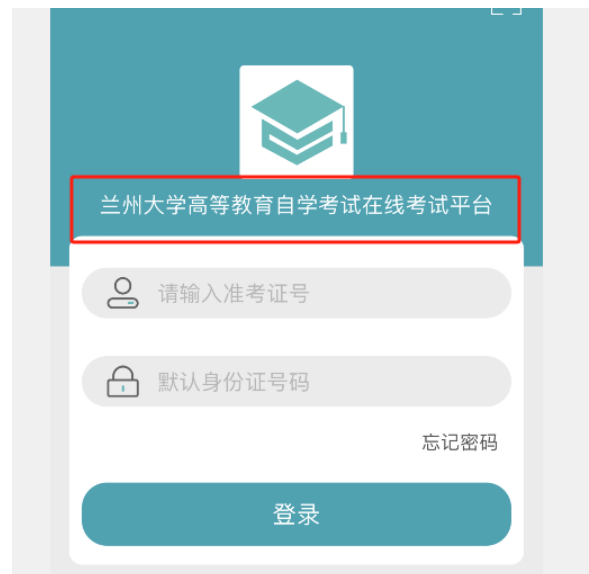 兰州大学高等教育自学考试在线考试平台
请输入准考证号
默认身份证号码
忘记密码
登录